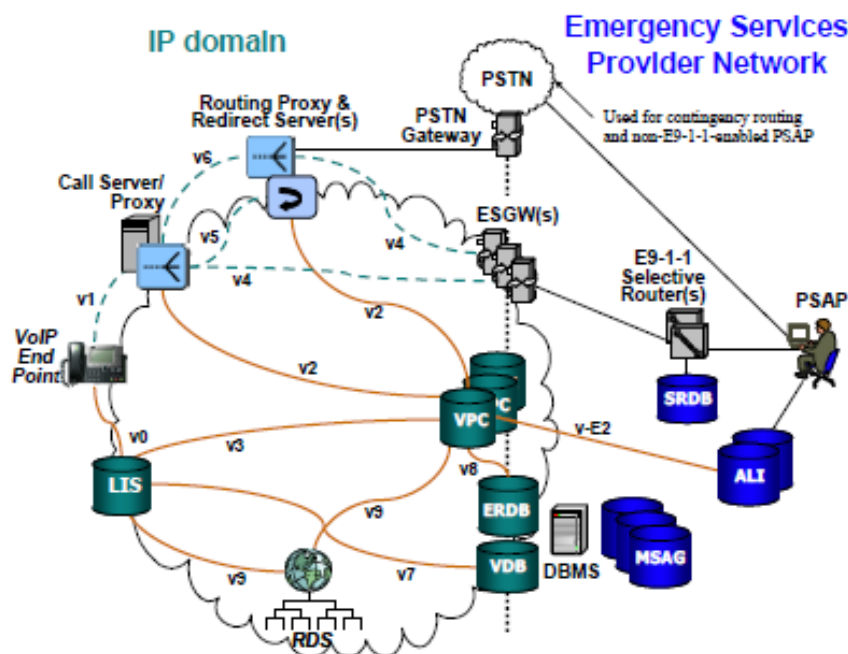 IP domain
Emergency Services
Provider Network
PSTN
Routing Proxy &
Redirect Server(s)
PSTN
Gateway
Used for contingency routing
and non-E9-1-1-enabled PSAP
v6
Call Server/
Proxy
ESGW(s)
v5
v4
v4
E9-1-1
Selective
Router(s)
PSAP
v1
v2
VoIP
End
Point
v2
SRDB
VPC
PC
v-E2
v0
v3
v8
ALI
LIS
ERDB
v9
VDB
DBMS
MSAG
v9
v7
RDS